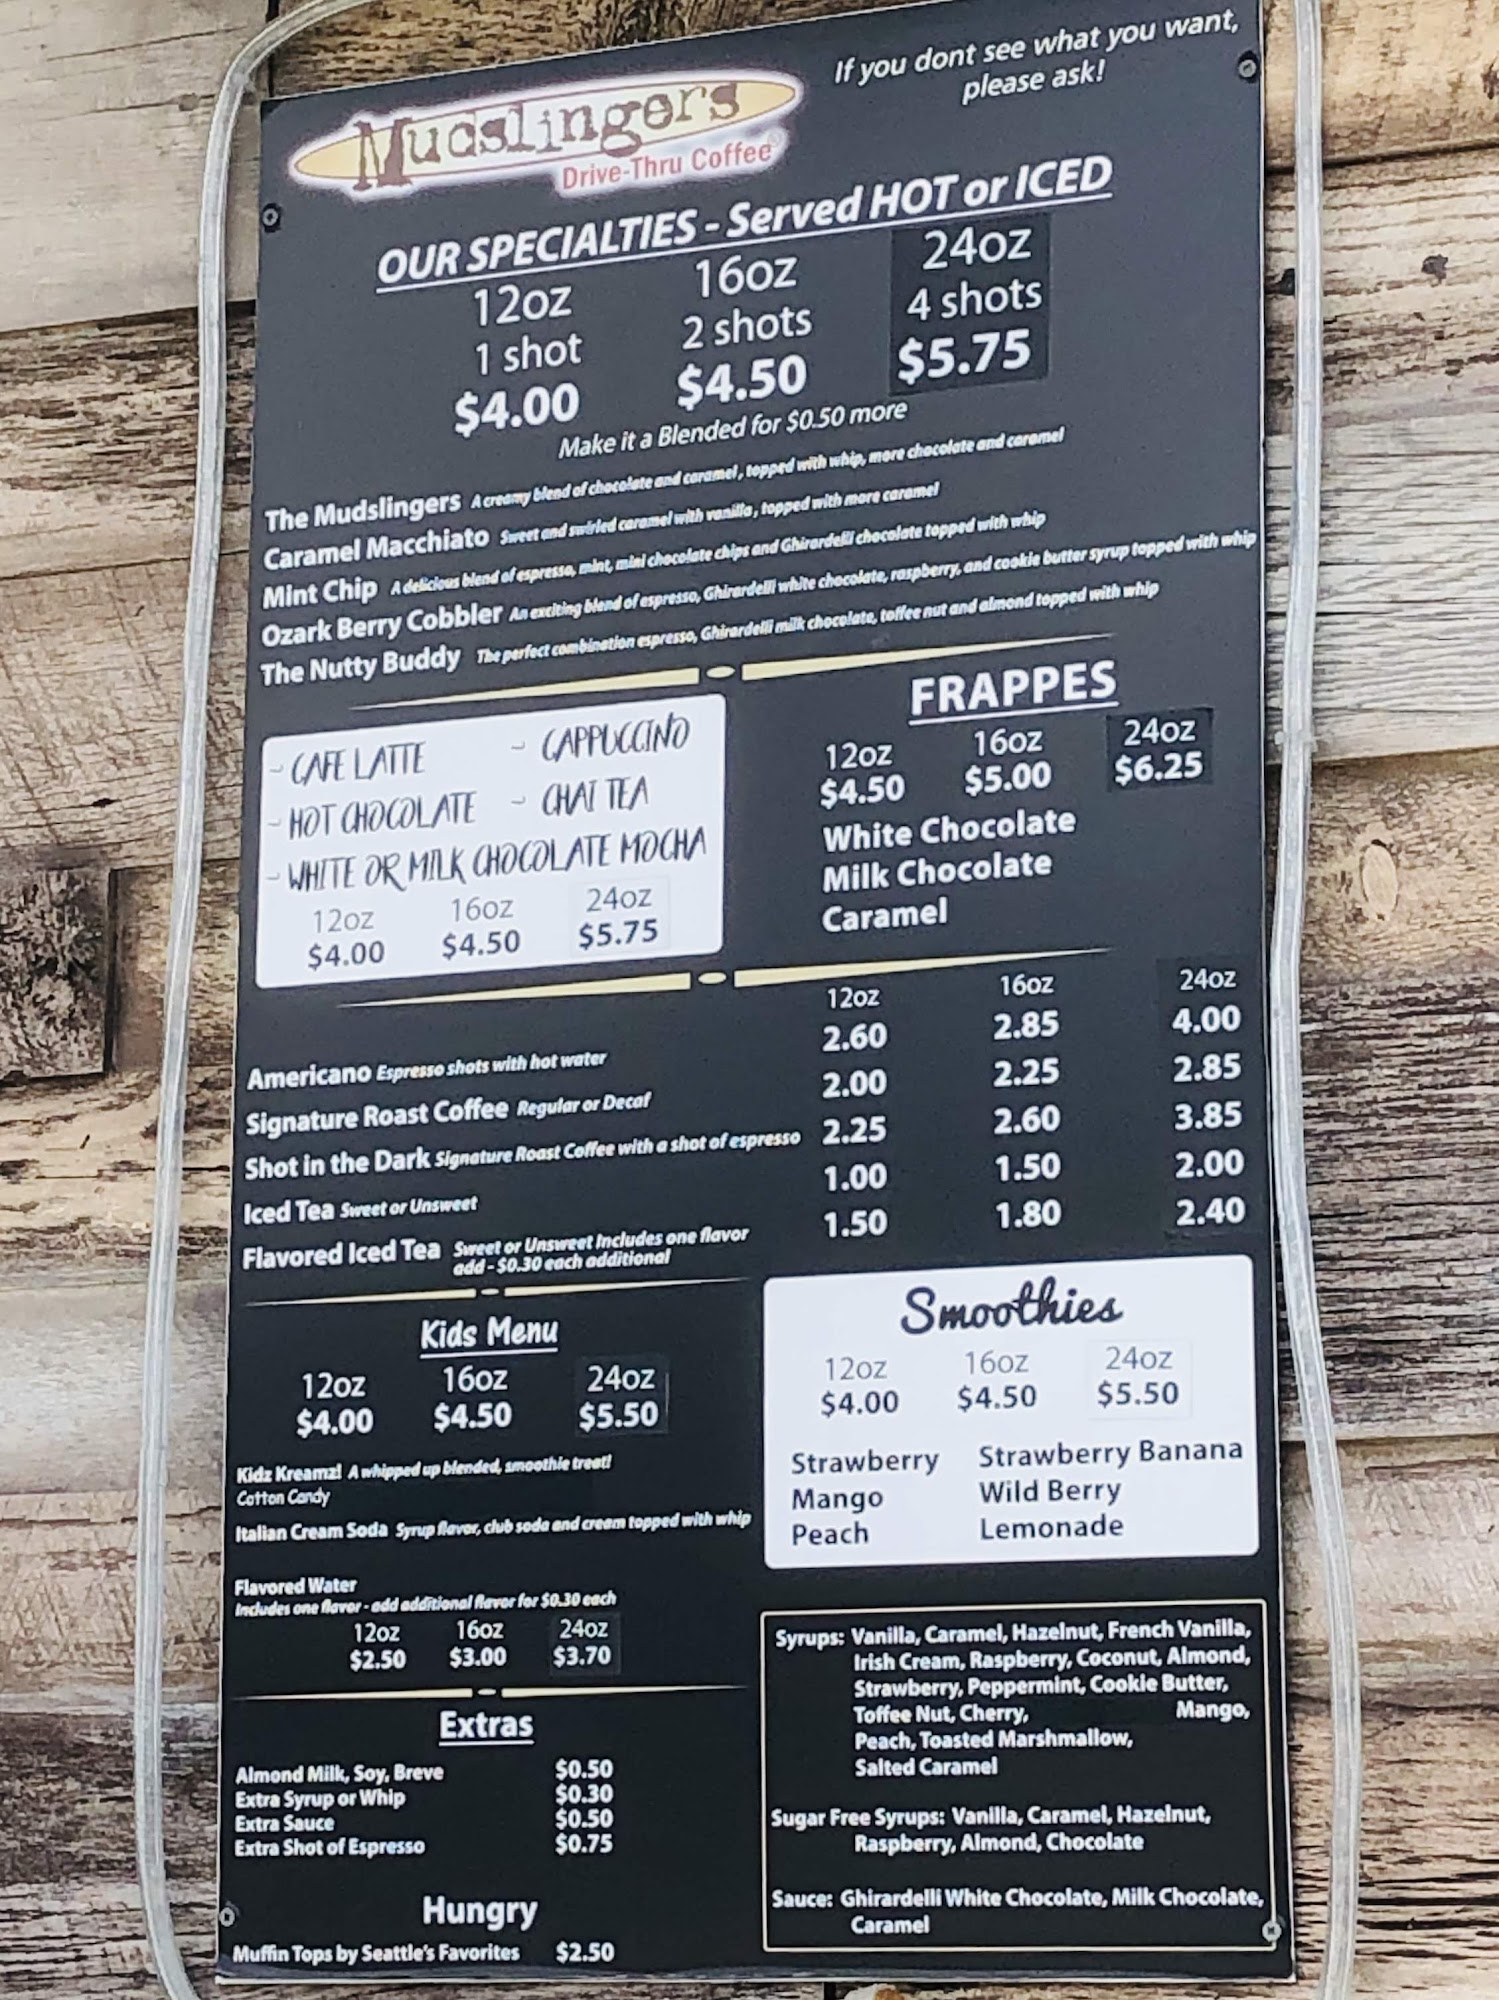 If you dont see what you want,
please ask!
Mudslingers
Drive-Thru Coffee®
OUR SPECIALTIES - Served HOT or ICED
12oz 16oz 24oz
1 shot 2 shots 4 shots
$4.00 $4.50 $5.75
Make it a Blended for $0.50 more
The Mudslingers A creamy blend of chocolate and caramel, topped with whip, more chocolate and caramel
Caramel Macchiato Sweet and swirled caramel with vanilla, topped with more caramel
Mint Chip A delicious blend of espresso, mint, mini chocolate chips and Ghirardelli chocolate topped with whip
Ozark Berry Cobbler An exciting blend of espresso, Ghirardelli white chocolate, raspberry, and cookie butter syrup topped with whip
The Nutty Buddy The perfect combination espresso, Ghirardelli milk chocolate, toffee nut and almond topped with whip
- CAFE LATTE - CAPPUCCINO
- HOT CHOCOLATE - CHAI TEA
- WHITE OR MILK CHOCOLATE MOCHA
12oz 16oz 24oz
$4.00 $4.50 $5.75
FRAPPES
12oz 16oz 24oz
$4.50 $5.00 $6.25
White Chocolate
Milk Chocolate
Caramel
12oz 16oz 24oz
Americano Espresso shots with hot water 2.60 2.85 4.00
Signature Roast Coffee Regular or Decaf 2.00 2.25 2.85
Shot in the Dark Signature Roast Coffee with a shot of espresso 2.25 2.60 3.85
Iced Tea Sweet or Unsweet 1.00 1.50 2.00
Flavored Iced Tea Sweet or Unsweet Includes one flavor 1.50 1.80 2.40
add - $0.30 each additional
Kids Menu
12oz 16oz 24oz
$4.00 $4.50 $5.50
Kidz Kreamz! A whipped up blended, smoothie treat!
Cotton Candy
Italian Cream Soda Syrup flavor, club soda and cream topped with whip
Flavored Water
Includes one flavor - add additional flavor for $0.30 each
12oz 16oz 24oz
$2.50 $3.00 $3.70
Extras
Almond Milk, Soy, Breve $0.50
Extra Syrup or Whip $0.30
Extra Sauce $0.50
Extra Shot of Espresso $0.75
Hungry
Muffin Tops by Seattle's Favorites $2.50
Smoothies
12oz 16oz 24oz
$4.00 $4.50 $5.50
Strawberry Strawberry Banana
Mango Wild Berry
Peach Lemonade
Syrups: Vanilla, Caramel, Hazelnut, French Vanilla,
Irish Cream, Raspberry, Coconut, Almond,
Strawberry, Peppermint, Cookie Butter,
Toffee Nut, Cherry, Mango,
Peach, Toasted Marshmallow,
Salted Caramel
Sugar Free Syrups: Vanilla, Caramel, Hazelnut,
Raspberry, Almond, Chocolate
Sauce: Ghirardelli White Chocolate, Milk Chocolate,
Caramel